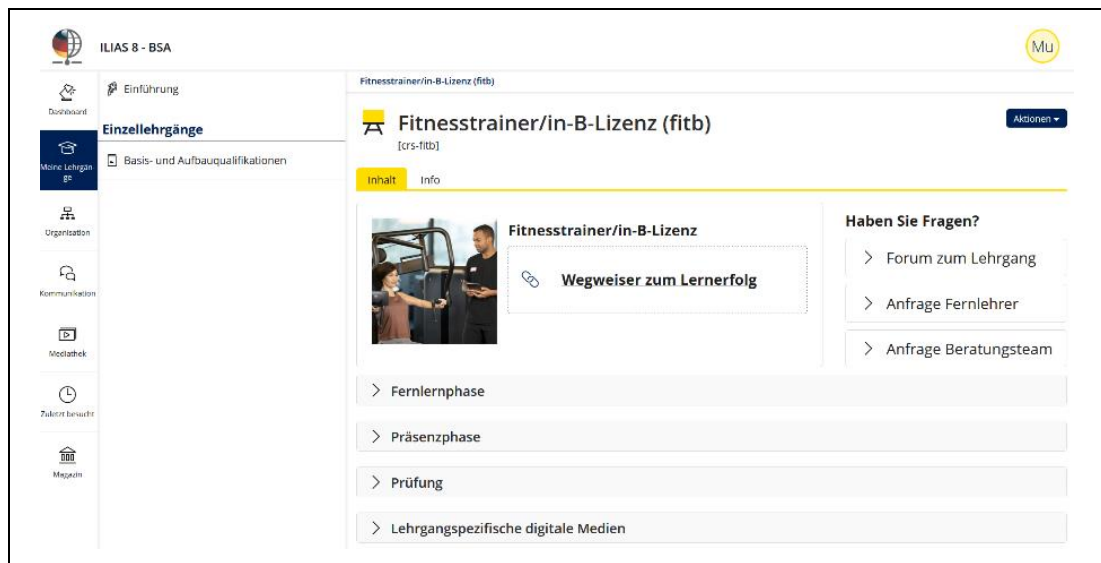 ILIAS 8 - BSA
Mu
Dashboard
Meine Lehrgän
ge
Organisation
Kommunikation
Mediathek
Zuletzt besucht
Magazin
Einführung
Einzellehrgänge
Basis- und Aufbauqualifikationen
Fitnesstrainer/in-B-Lizenz (fitb)
Fitnesstrainer/in-B-Lizenz (fitb)
[crs-fitb]
Aktionen
Inhalt Info
Fitnesstrainer/in-B-Lizenz
Wegweiser zum Lernerfolg
Haben Sie Fragen?
Forum zum Lehrgang
Anfrage Fernlehrer
Anfrage Beratungsteam
Fernlernphase
Präsenzphase
Prüfung
Lehrgangspezifische digitale Medien